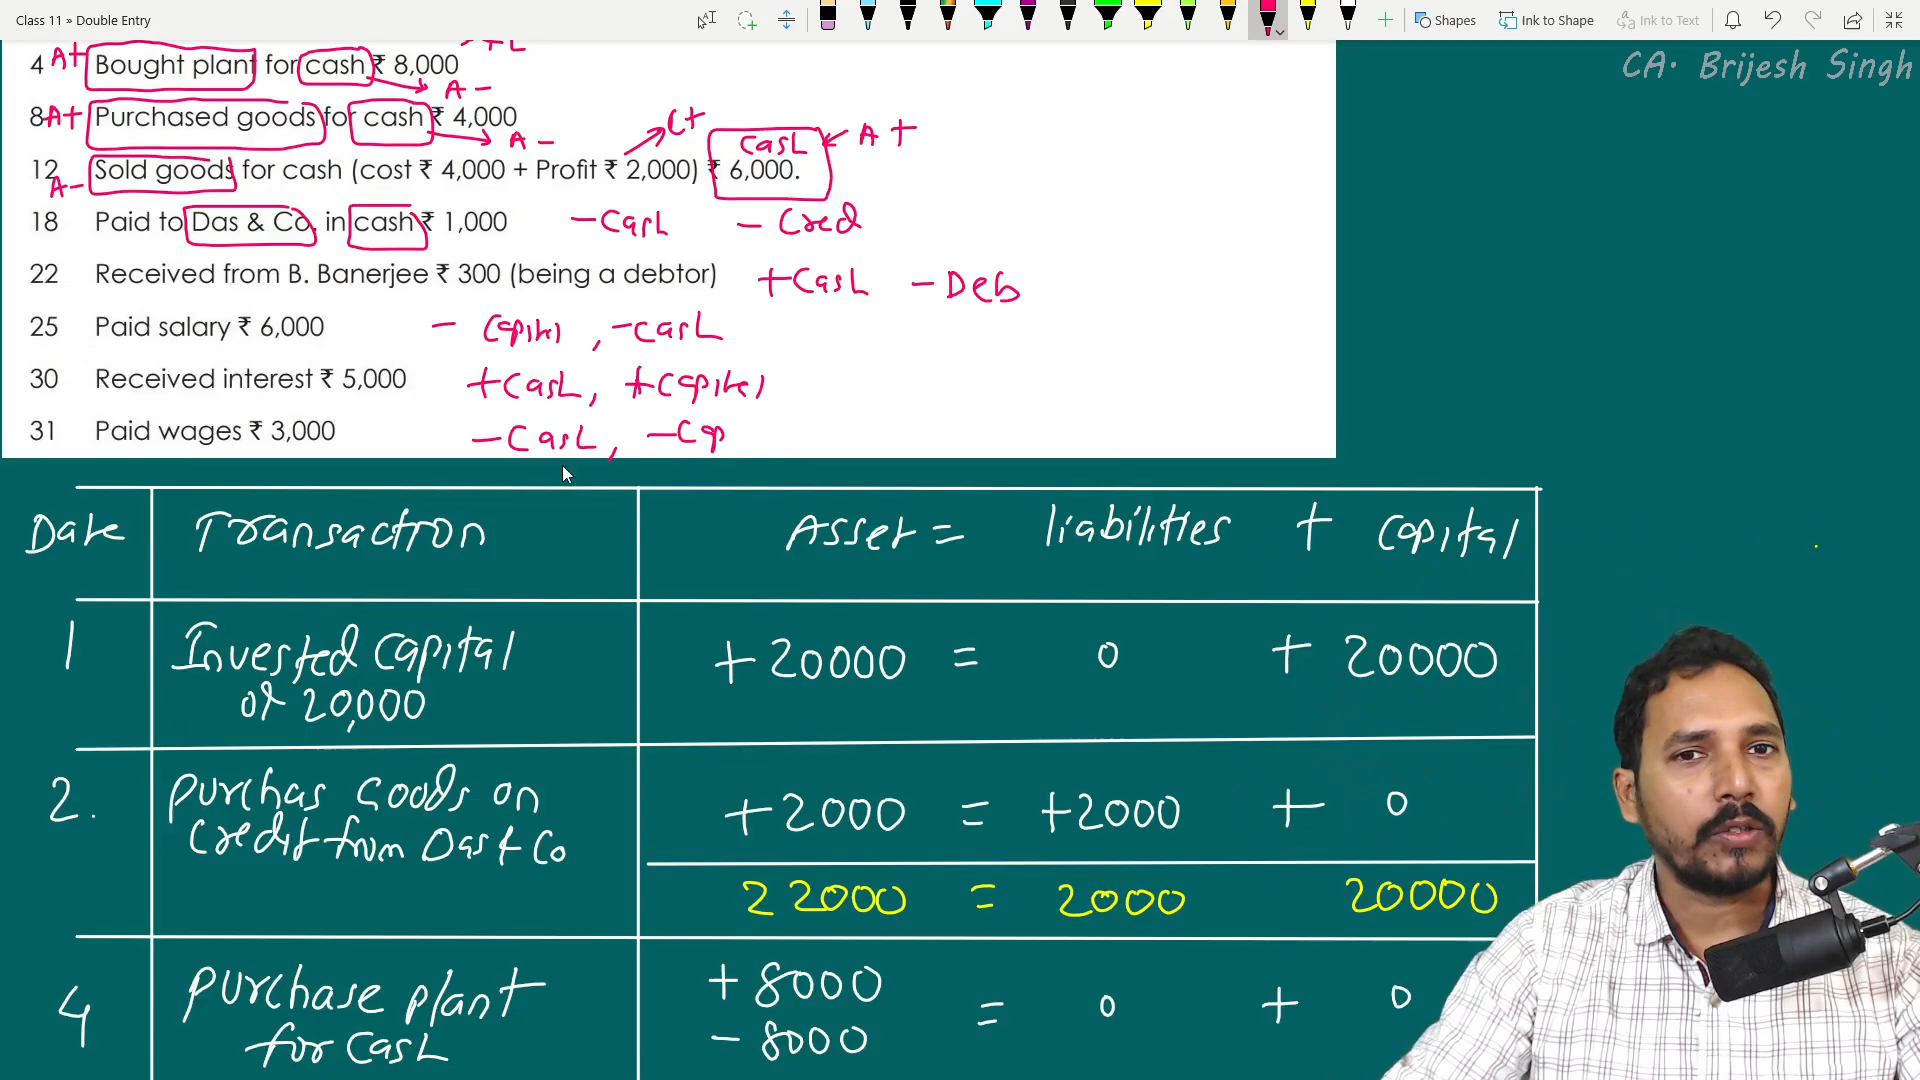 Class 11 » Double Entry
Shapes
Ink to Shape
Ink to Text
CA. Brijesh Singh
+L
4 A+ Bought plant for cash ₹ 8,000
A -
8 A+ Purchased goods for cash ₹ 4,000
A -
C+
Cash
A +
12 Sold goods for cash (cost ₹ 4,000 + Profit ₹ 2,000) ₹ 6,000.
A-
18 Paid to Das & Co. in cash ₹ 1,000 - Cash - Cred
22 Received from B. Banerjee ₹ 300 (being a debtor) + Cash - Deb
25 Paid salary ₹ 6,000 - Capital , - Cash
30 Received interest ₹ 5,000 + Cash, + Capital
31 Paid wages ₹ 3,000 - Cash , - Cap
Date Transaction Asset = liabilities + Capital
1 Invested Capital +20000 = 0 + 20000
of 20,000
2. Purchas Goods on +2000 = +2000 + 0
Credit from Das & Co
22000 = 2000 20000
4 Purchase plant + 8000 = 0 + 0
for Cash - 8000